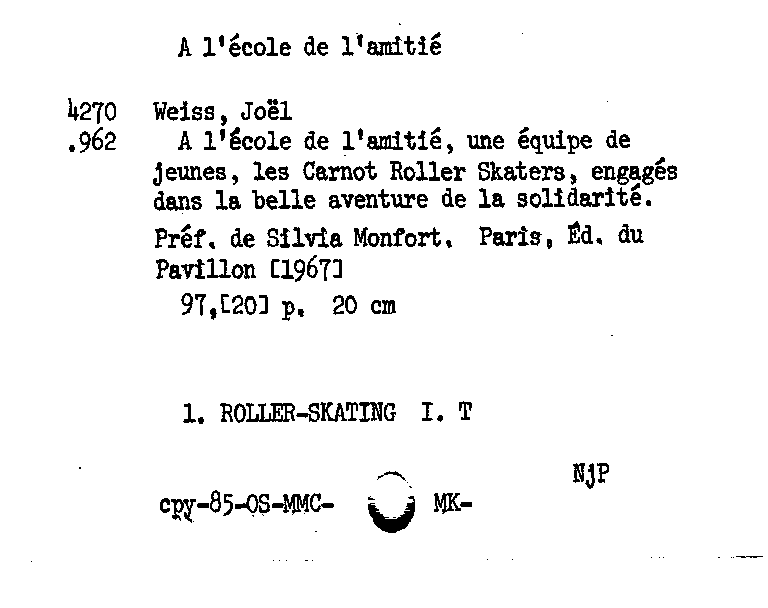 A l'école de l'amitié
4270 Weiss, Joël
.962 A l'école de l'amitié, une équipe de
jeunes, les Carnot Roller Skaters, engagés
dans la belle aventure de la solidarité.
Préf. de Silvia Monfort. Paris, Éd. du
Pavillon [1967]
97,[20] p. 20 cm
1. ROLLER-SKATING I. T
NjP
cpy-85-OS-MMC- MK-